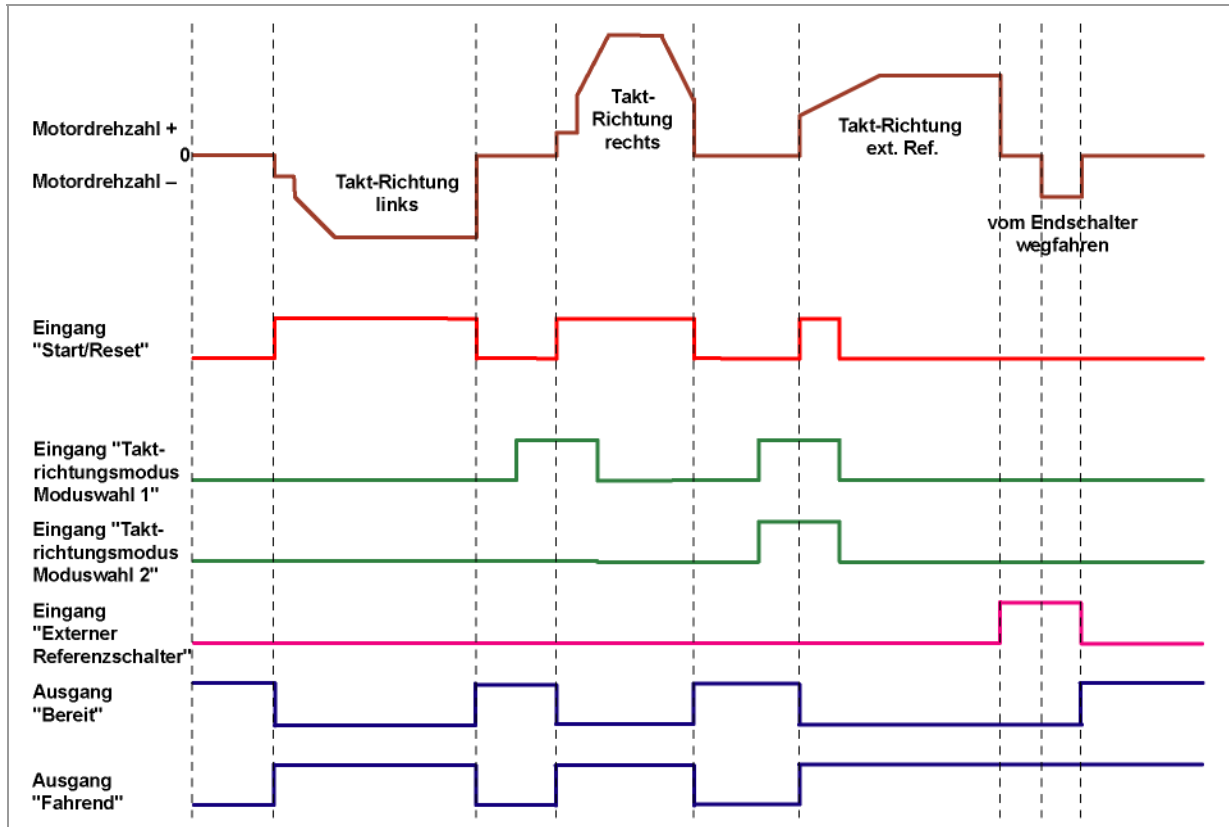 Motordrehzahl +
0
Motordrehzahl –
Takt-Richtung
links
Takt-
Richtung
rechts
Takt-Richtung
ext. Ref.
vom Endschalter
wegfahren
Eingang
"Start/Reset"
Eingang "Takt-
richtungsmodus
Moduswahl 1"
Eingang "Takt-
richtungsmodus
Moduswahl 2"
Eingang
"Externer
Referenzschalter"
Ausgang
"Bereit"
Ausgang
"Fahrend"